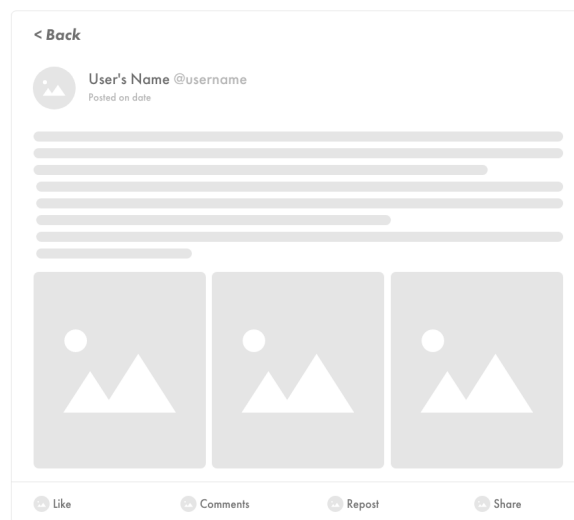 < Back
User's Name @username
Posted on date
Like Comments Repost Share